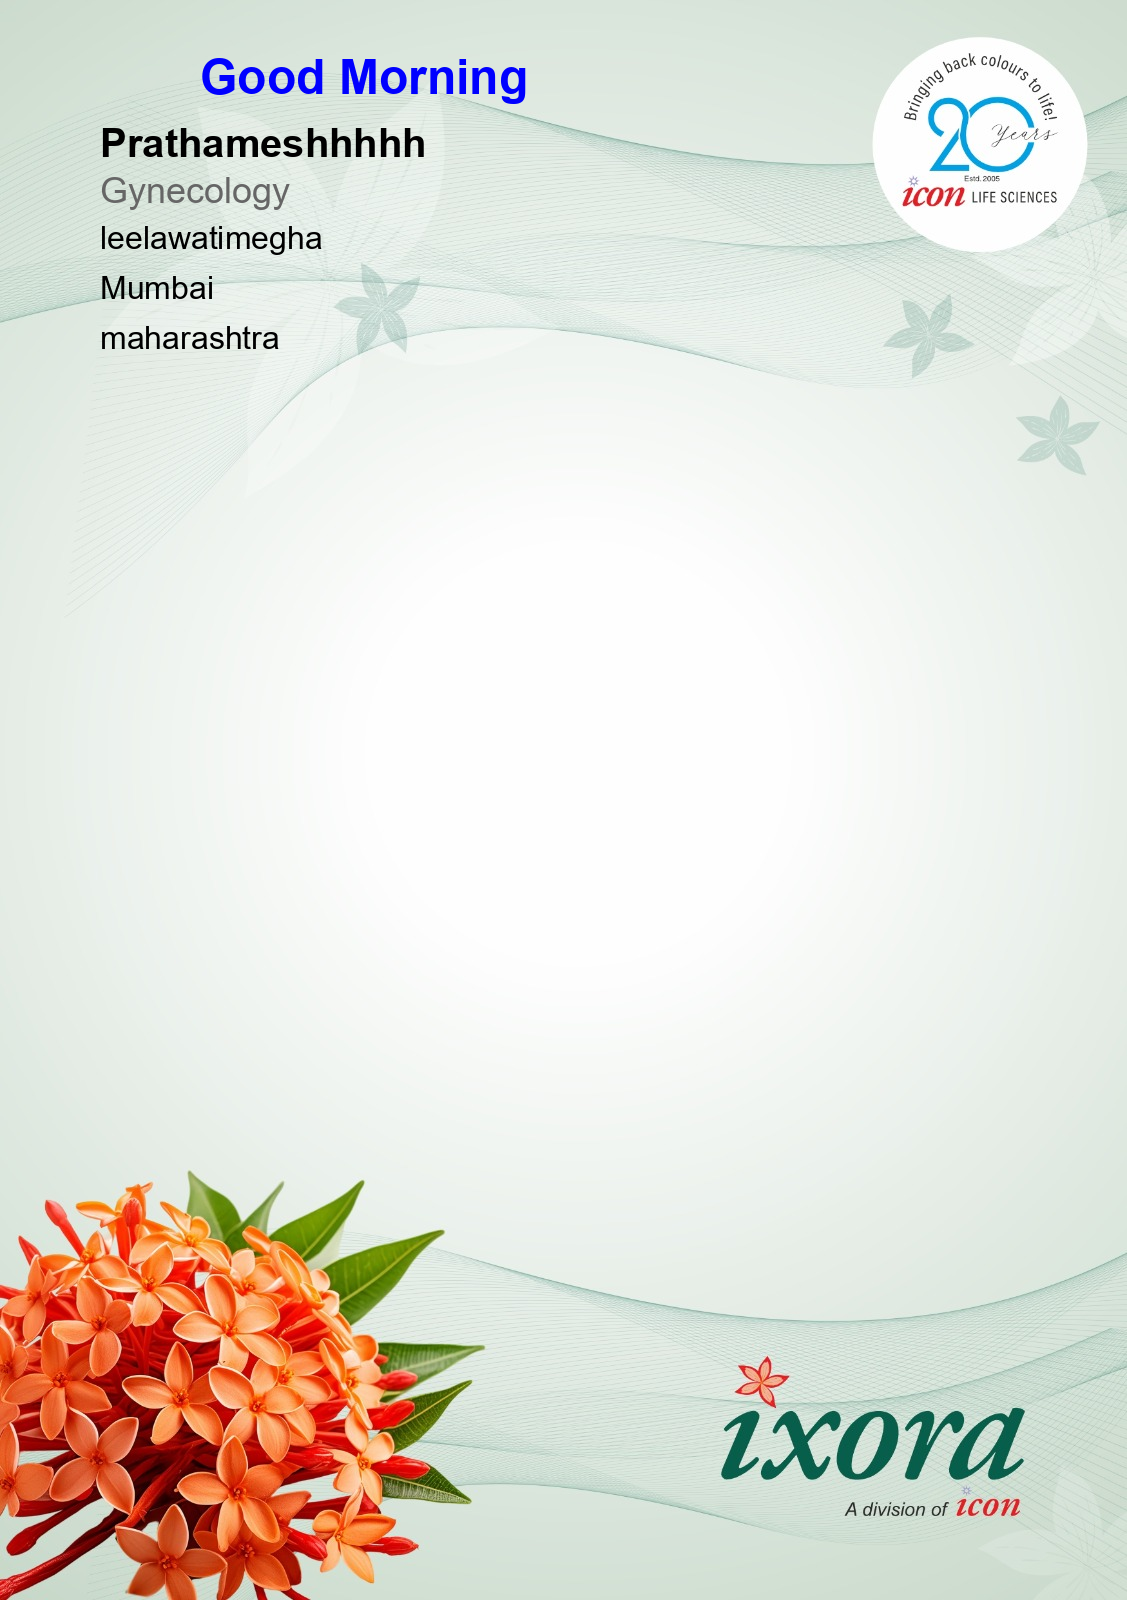 Good Morning
Prathameshhhhh
Gynecology
leelawatimegha
Mumbai
maharashtra
Bringing back colours to life!
20 Years
Estd. 2005
icon LIFE SCIENCES
ixora
A division of icon